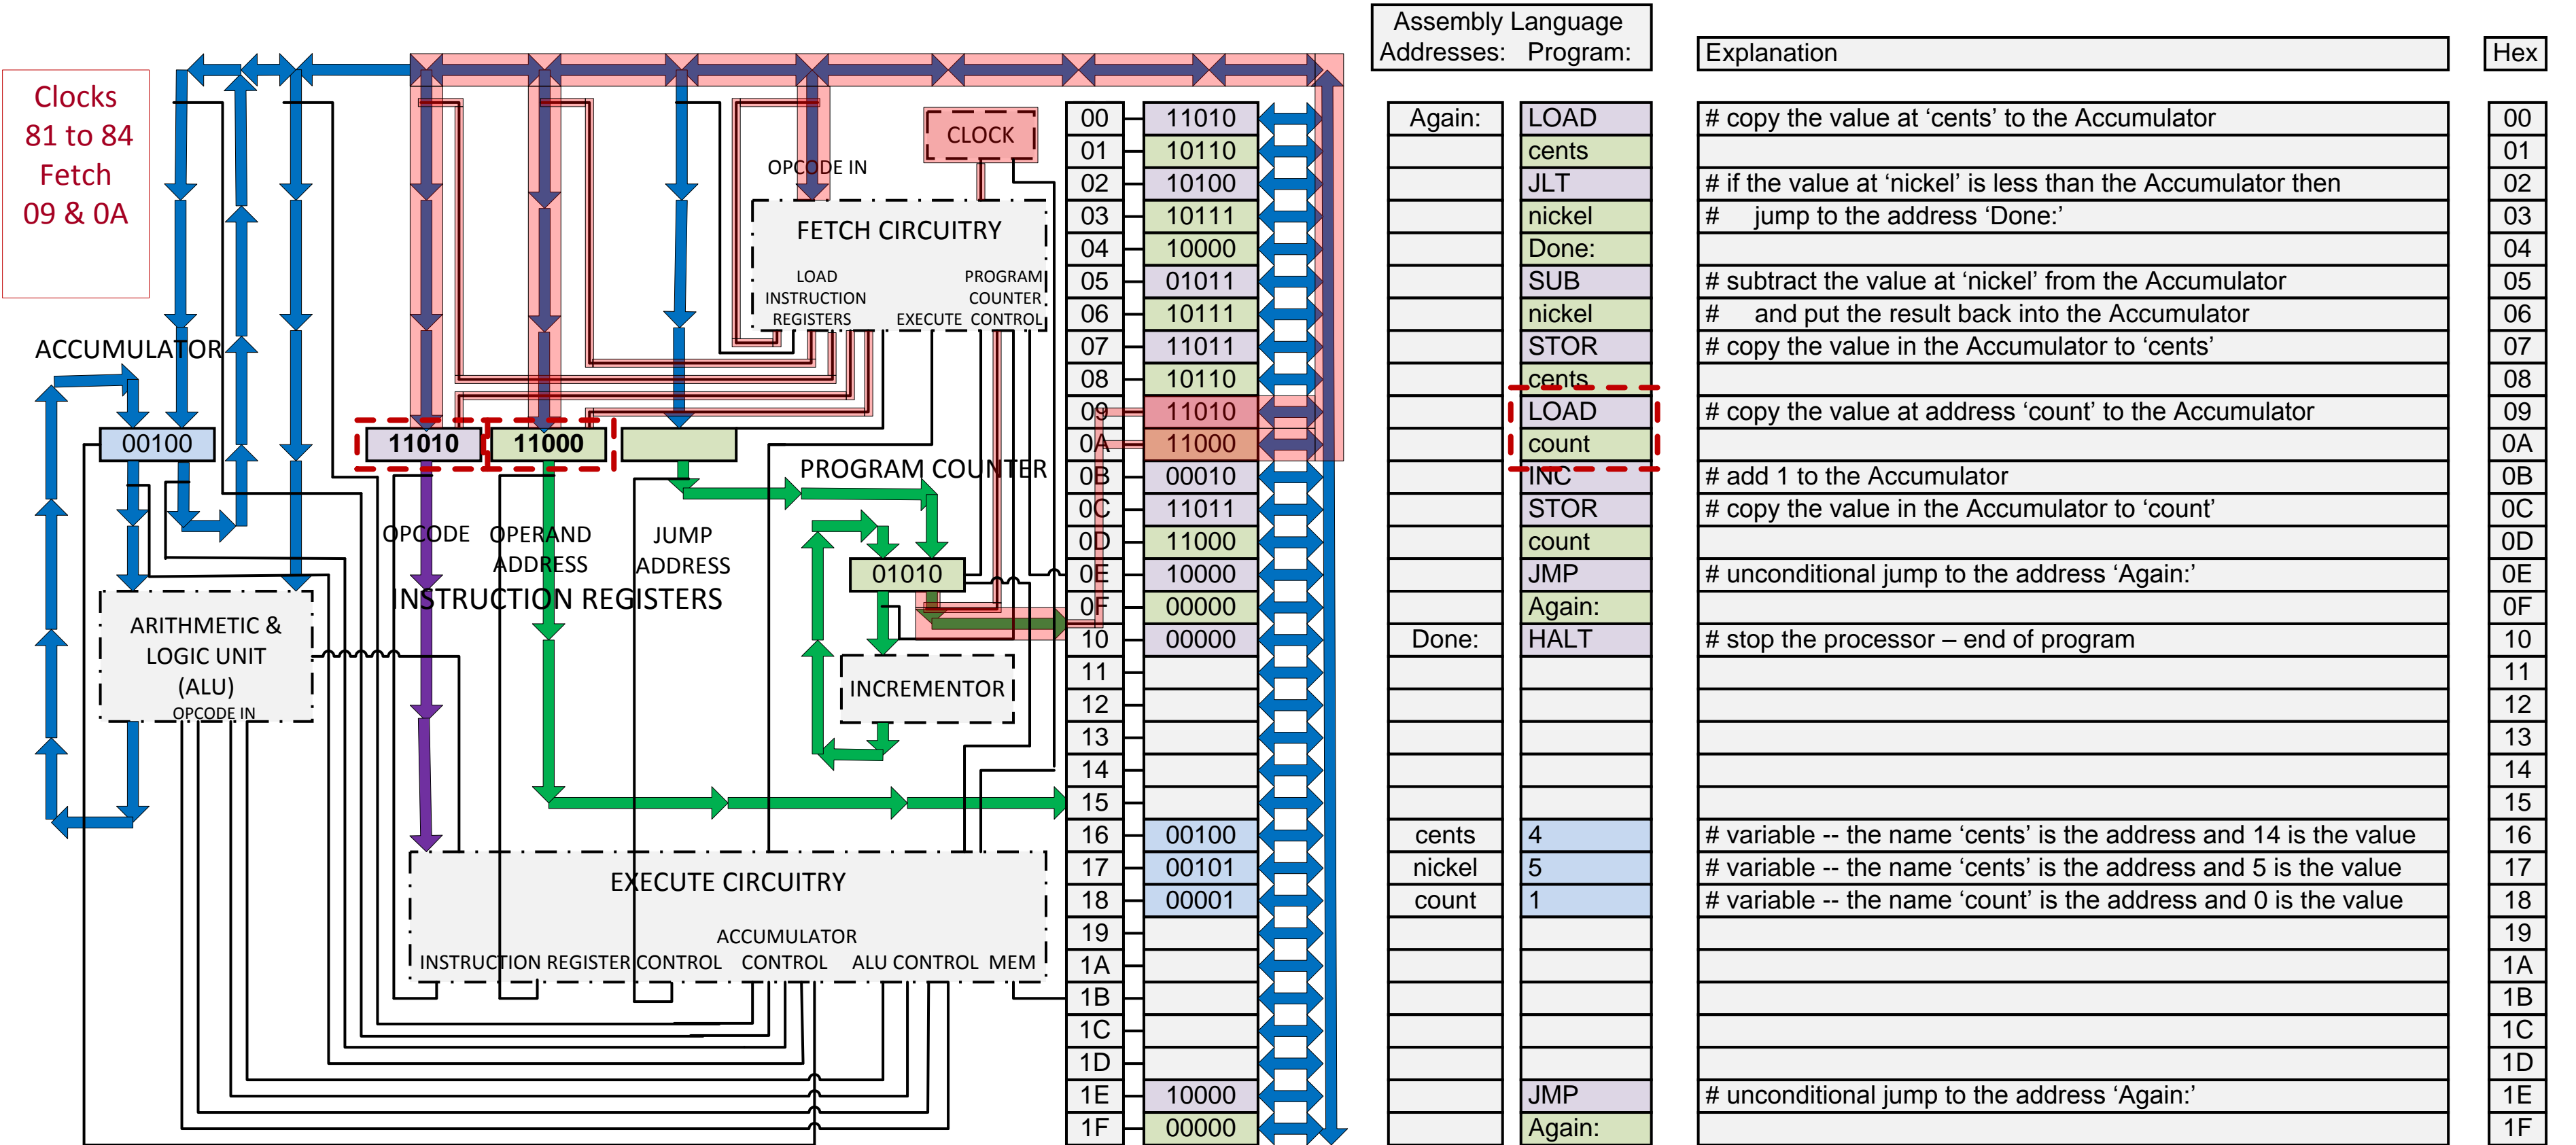 Clocks
81 to 84
Fetch
09 & 0A
CLOCK
OPCODE IN
FETCH CIRCUITRY
LOAD
INSTRUCTION
REGISTERS
EXECUTE
PROGRAM
COUNTER
CONTROL
ACCUMULATOR
00100
11010
11000
PROGRAM COUNTER
OPCODE
OPERAND
ADDRESS
JUMP
ADDRESS
INSTRUCTION REGISTERS
01010
INCREMENTOR
ARITHMETIC &
LOGIC UNIT
(ALU)
OPCODE IN
EXECUTE CIRCUITRY
ACCUMULATOR
INSTRUCTION REGISTER CONTROL CONTROL ALU CONTROL MEM
Assembly Language
Addresses: Program:
Explanation
Hex
00 11010 Again: LOAD # copy the value at ‘cents’ to the Accumulator 00
01 10110 cents 01
02 10100 JLT # if the value at ‘nickel’ is less than the Accumulator then 02
03 10111 nickel # jump to the address ‘Done:’ 03
04 10000 Done: 04
05 01011 SUB # subtract the value at ‘nickel’ from the Accumulator 05
06 10111 nickel # and put the result back into the Accumulator 06
07 11011 STOR # copy the value in the Accumulator to ‘cents’ 07
08 10110 cents 08
09 11010 LOAD # copy the value at address ‘count’ to the Accumulator 09
0A 11000 count 0A
0B 00010 INC # add 1 to the Accumulator 0B
0C 11011 STOR # copy the value in the Accumulator to ‘count’ 0C
0D 11000 count 0D
0E 10000 JMP # unconditional jump to the address ‘Again:’ 0E
0F 00000 Again: 0F
10 00000 Done: HALT # stop the processor – end of program 10
11 11
12 12
13 13
14 14
15 15
16 00100 cents 4 # variable -- the name ‘cents’ is the address and 14 is the value 16
17 00101 nickel 5 # variable -- the name ‘cents’ is the address and 5 is the value 17
18 00001 count 1 # variable -- the name ‘count’ is the address and 0 is the value 18
19 19
1A 1A
1B 1B
1C 1C
1D 1D
1E 10000 JMP # unconditional jump to the address ‘Again:’ 1E
1F 00000 Again: 1F